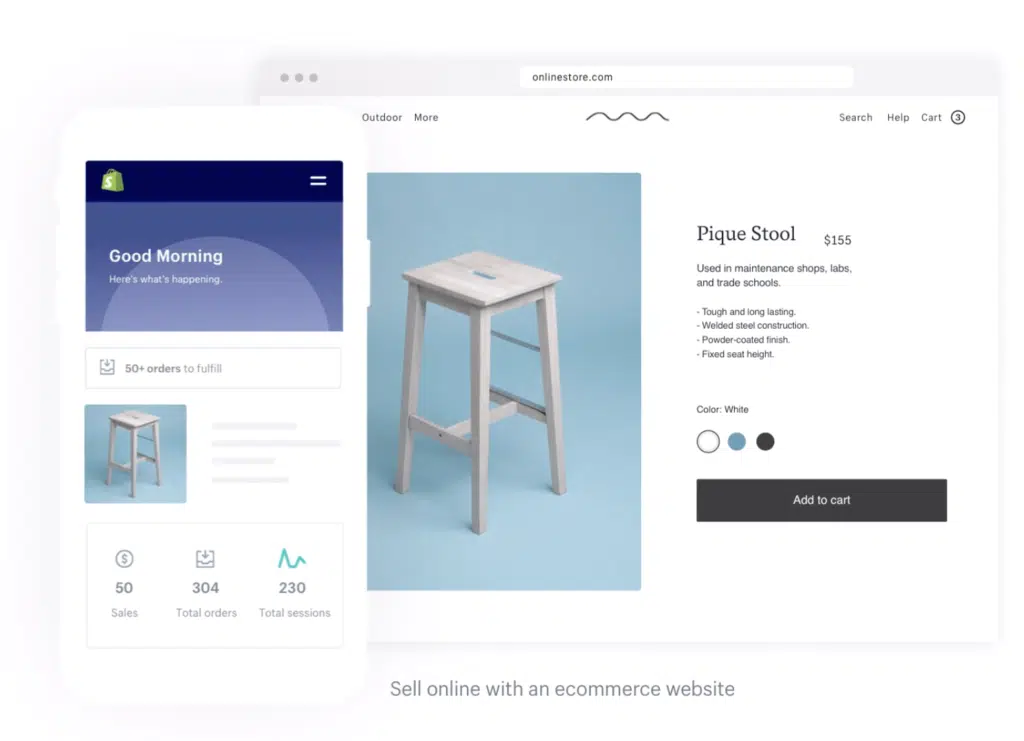 onlinestore.com
Outdoor More
Search Help Cart 3
S
Good Morning
Here's what's happening.
50+ orders to fulfill
50
Sales
304
Total orders
230
Total sessions
Pique Stool $155
Used in maintenance shops, labs,
and trade schools.
- Tough and long lasting.
- Welded steel construction.
- Powder-coated finish.
- Fixed seat height.
Color: White
Add to cart
Sell online with an ecommerce website